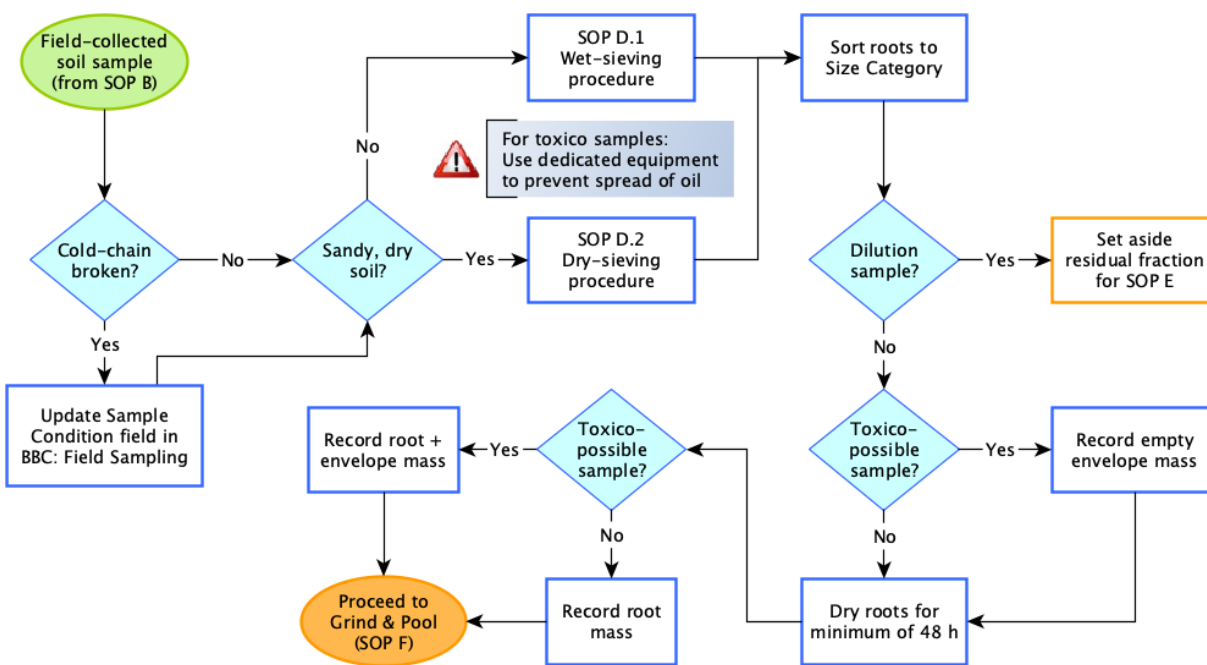 Field-collected
soil sample
(from SOP B)
Cold-chain
broken?
No
Yes
Update Sample
Condition field in
BBC: Field Sampling
Sandy, dry
soil?
No
Yes
SOP D.1
Wet-sieving
procedure
For toxico samples:
Use dedicated equipment
to prevent spread of oil
SOP D.2
Dry-sieving
procedure
Sort roots to
Size Category
Dilution
sample?
Yes
Set aside
residual fraction
for SOP E
No
Toxico-
possible
sample?
Yes
Record empty
envelope mass
No
Dry roots for
minimum of 48 h
Toxico-
possible
sample?
Yes
Record root +
envelope mass
No
Record root
mass
Proceed to
Grind & Pool
(SOP F)